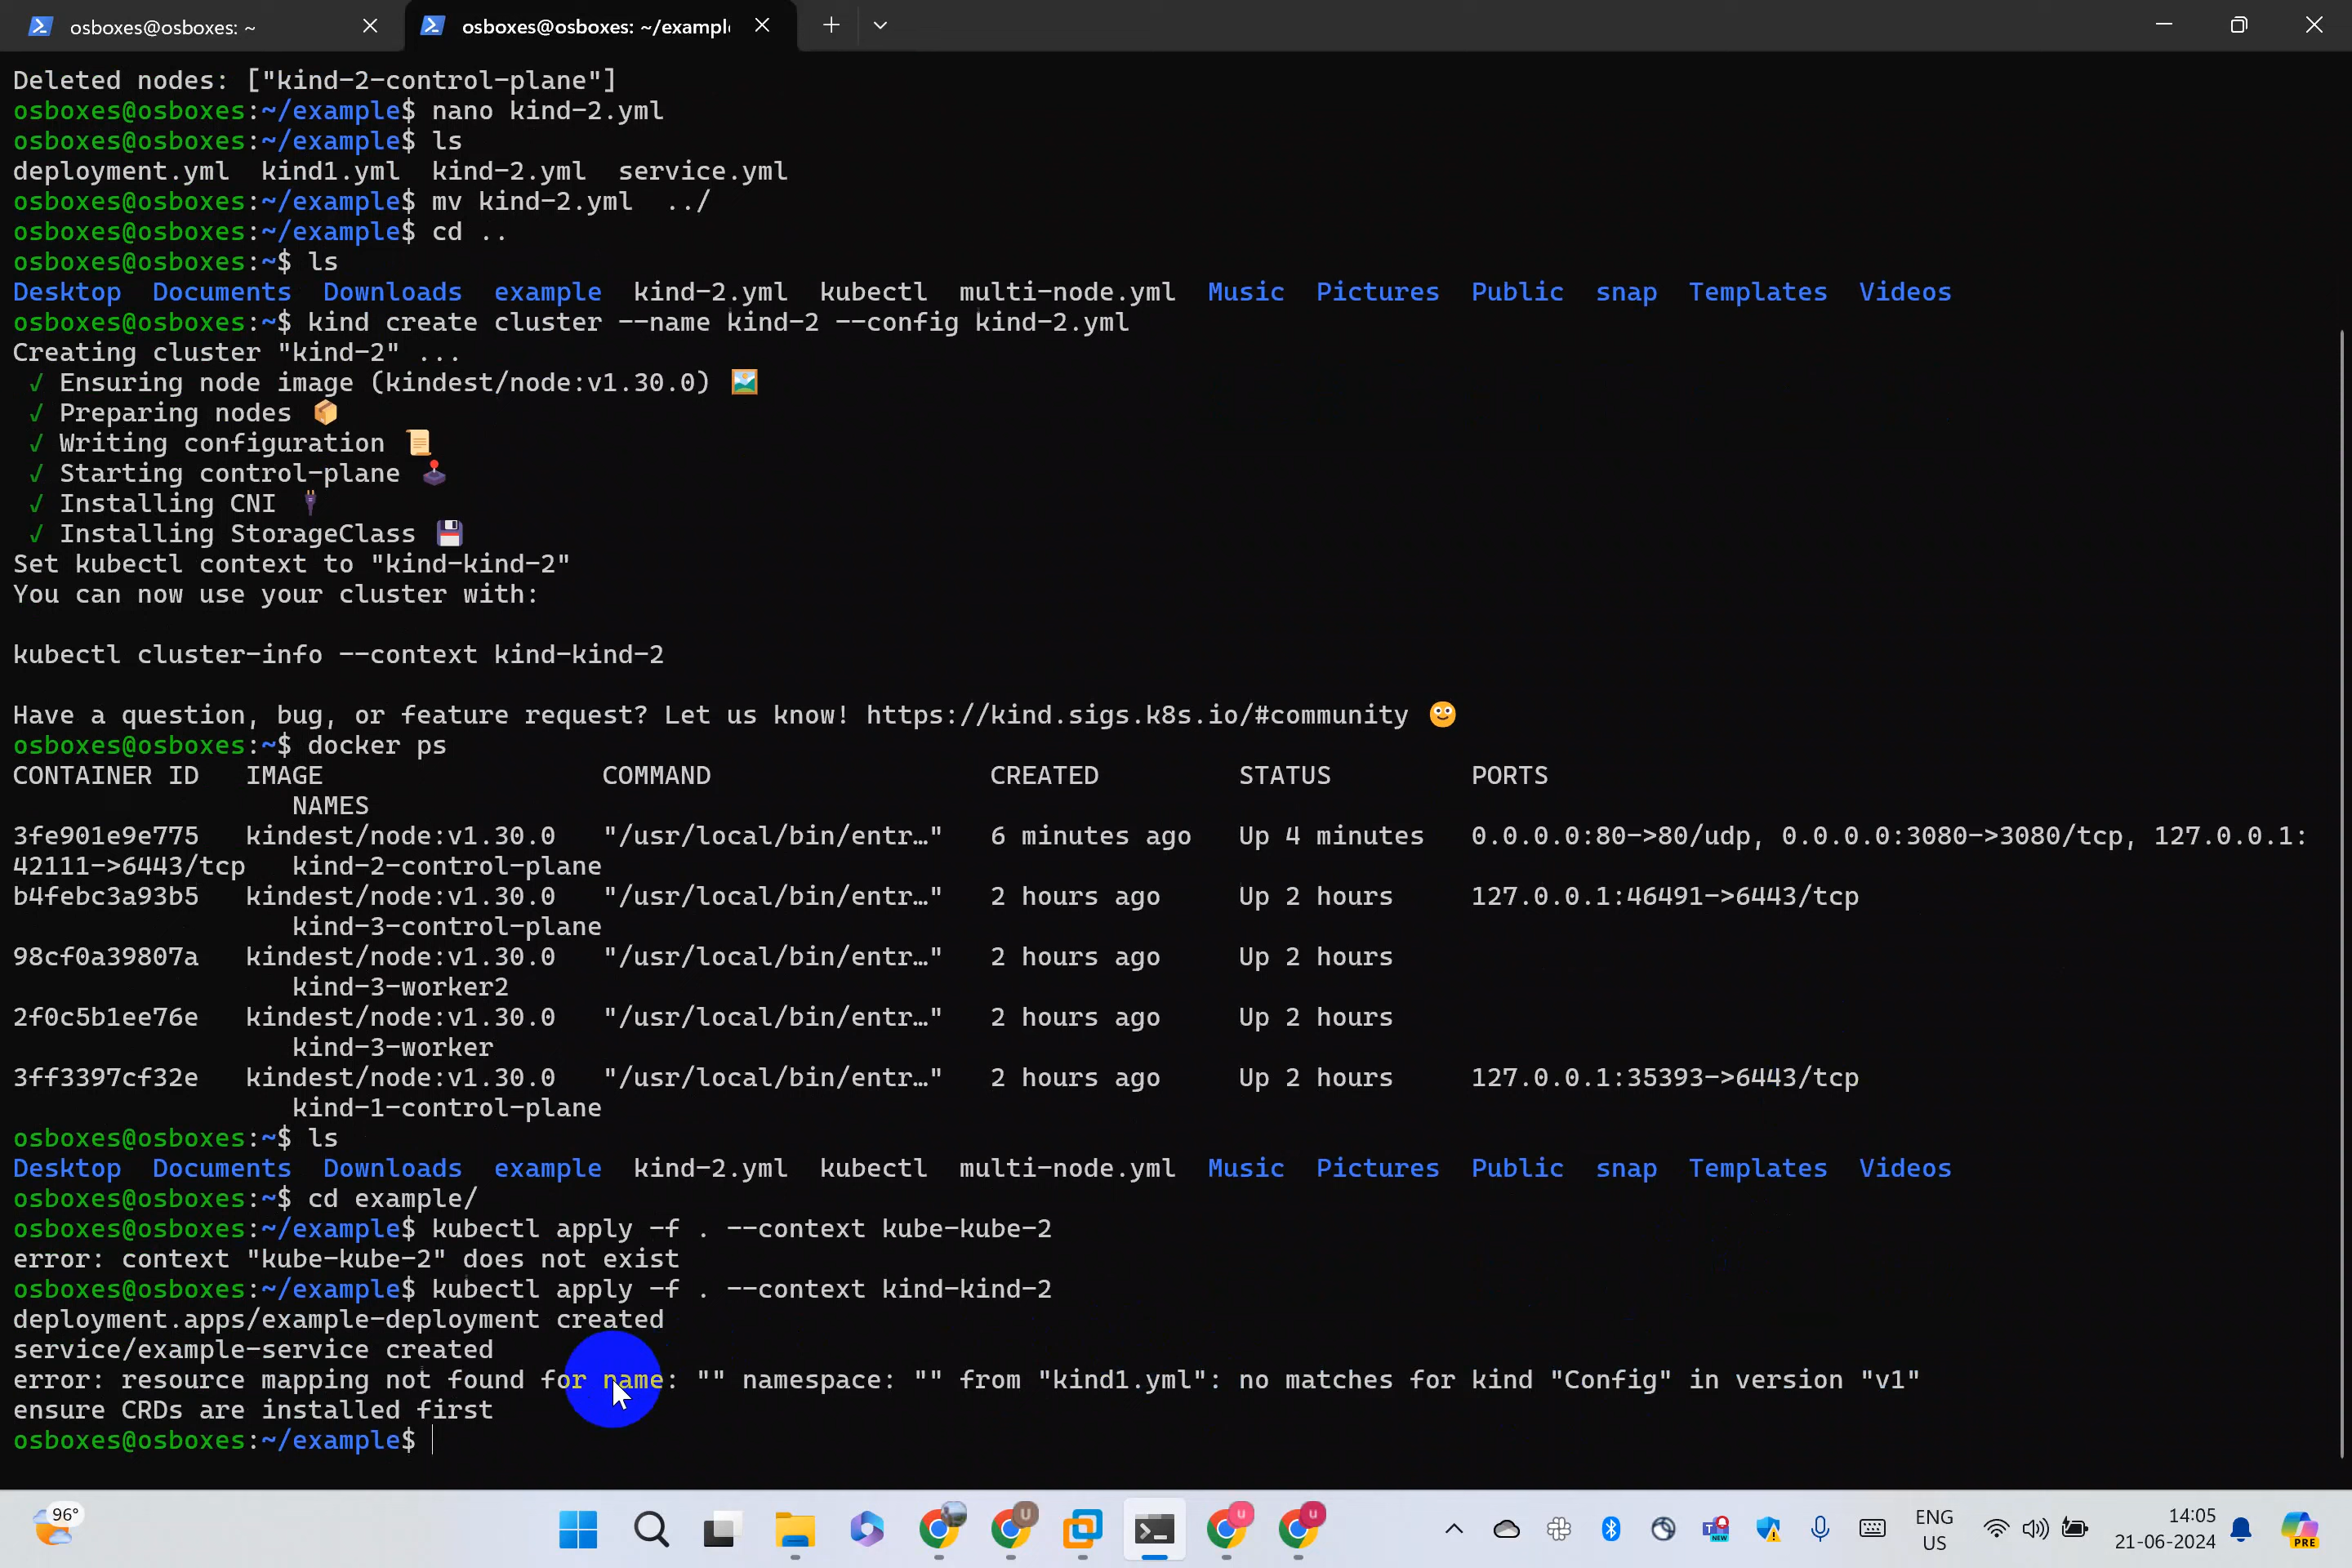 osboxes@osboxes: ~
osboxes@osboxes: ~/exampl
Deleted nodes: ["kind-2-control-plane"]
osboxes@osboxes:~/example$ nano kind-2.yml
osboxes@osboxes:~/example$ ls
deployment.yml  kind1.yml  kind-2.yml  service.yml
osboxes@osboxes:~/example$ mv kind-2.yml  ../
osboxes@osboxes:~/example$ cd ..
osboxes@osboxes:~$ ls
Desktop  Documents  Downloads  example  kind-2.yml  kubectl  multi-node.yml  Music  Pictures  Public  snap  Templates  Videos
osboxes@osboxes:~$ kind create cluster --name kind-2 --config kind-2.yml
Creating cluster "kind-2" ...
✓ Ensuring node image (kindest/node:v1.30.0) 🖼
✓ Preparing nodes 📦
✓ Writing configuration 📜
✓ Starting control-plane 🕹
✓ Installing CNI 🔌
✓ Installing StorageClass 💾
Set kubectl context to "kind-kind-2"
You can now use your cluster with:
kubectl cluster-info --context kind-kind-2
Have a question, bug, or feature request? Let us know! https://kind.sigs.k8s.io/#community 🙂
osboxes@osboxes:~$ docker ps
CONTAINER ID   IMAGE                  COMMAND                  CREATED         STATUS         PORTS
NAMES
3fe901e9e775   kindest/node:v1.30.0   "/usr/local/bin/entr…"   6 minutes ago   Up 4 minutes   0.0.0.0:80->80/udp, 0.0.0.0:3080->3080/tcp, 127.0.0.1:
42111->6443/tcp   kind-2-control-plane
b4febc3a93b5   kindest/node:v1.30.0   "/usr/local/bin/entr…"   2 hours ago     Up 2 hours     127.0.0.1:46491->6443/tcp
kind-3-control-plane
98cf0a39807a   kindest/node:v1.30.0   "/usr/local/bin/entr…"   2 hours ago     Up 2 hours
kind-3-worker2
2f0c5b1ee76e   kindest/node:v1.30.0   "/usr/local/bin/entr…"   2 hours ago     Up 2 hours
kind-3-worker
3ff3397cf32e   kindest/node:v1.30.0   "/usr/local/bin/entr…"   2 hours ago     Up 2 hours     127.0.0.1:35393->6443/tcp
kind-1-control-plane
osboxes@osboxes:~$ ls
Desktop  Documents  Downloads  example  kind-2.yml  kubectl  multi-node.yml  Music  Pictures  Public  snap  Templates  Videos
osboxes@osboxes:~$ cd example/
osboxes@osboxes:~/example$ kubectl apply -f . --context kube-kube-2
error: context "kube-kube-2" does not exist
osboxes@osboxes:~/example$ kubectl apply -f . --context kind-kind-2
deployment.apps/example-deployment created
service/example-service created
error: resource mapping not found for name: "" namespace: "" from "kind1.yml": no matches for kind "Config" in version "v1"
ensure CRDs are installed first
osboxes@osboxes:~/example$
96°
U
u
u
NEW
ENG
US
14:05
21-06-2024
PRE